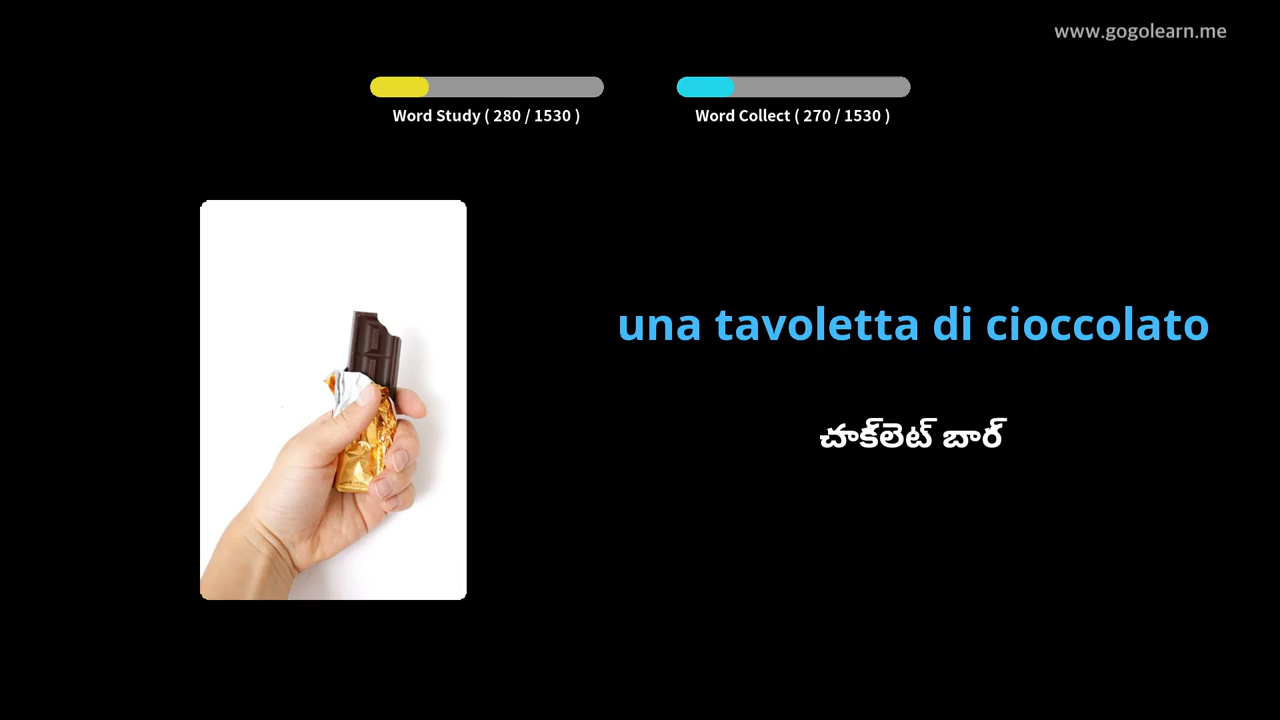 www.gogolearn.me
Word Study ( 280 / 1530 )
Word Collect ( 270 / 1530 )
una tavoletta di cioccolato
చాక్‌లెట్ బార్